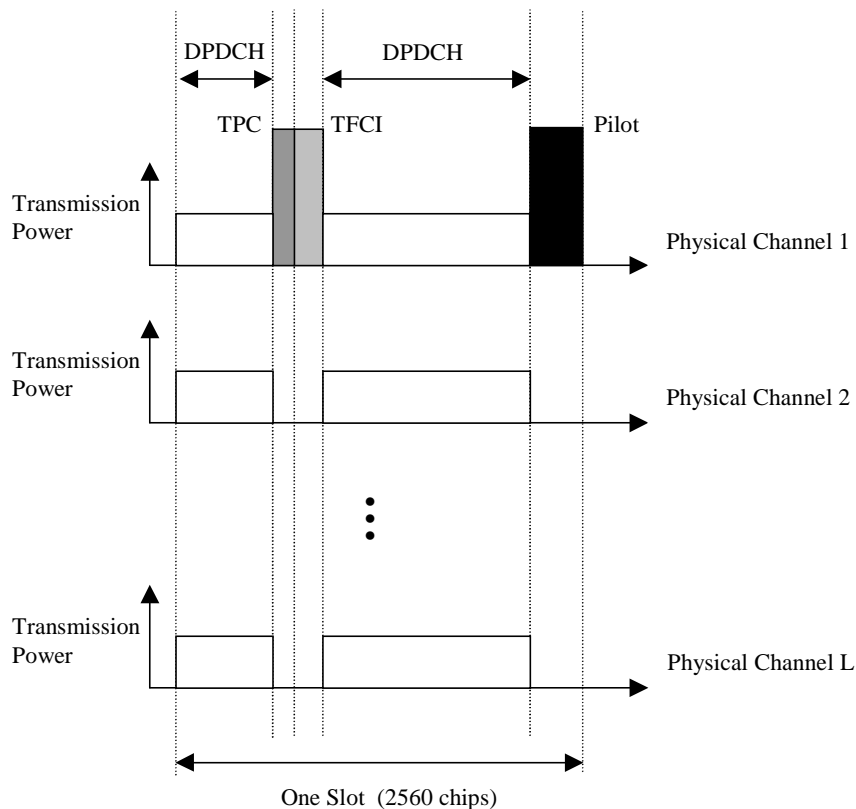 DPDCH
DPDCH
TPC
TFCI
Pilot
Transmission
Power
Physical Channel 1
Transmission
Power
Physical Channel 2
Transmission
Power
Physical Channel L
One Slot (2560 chips)